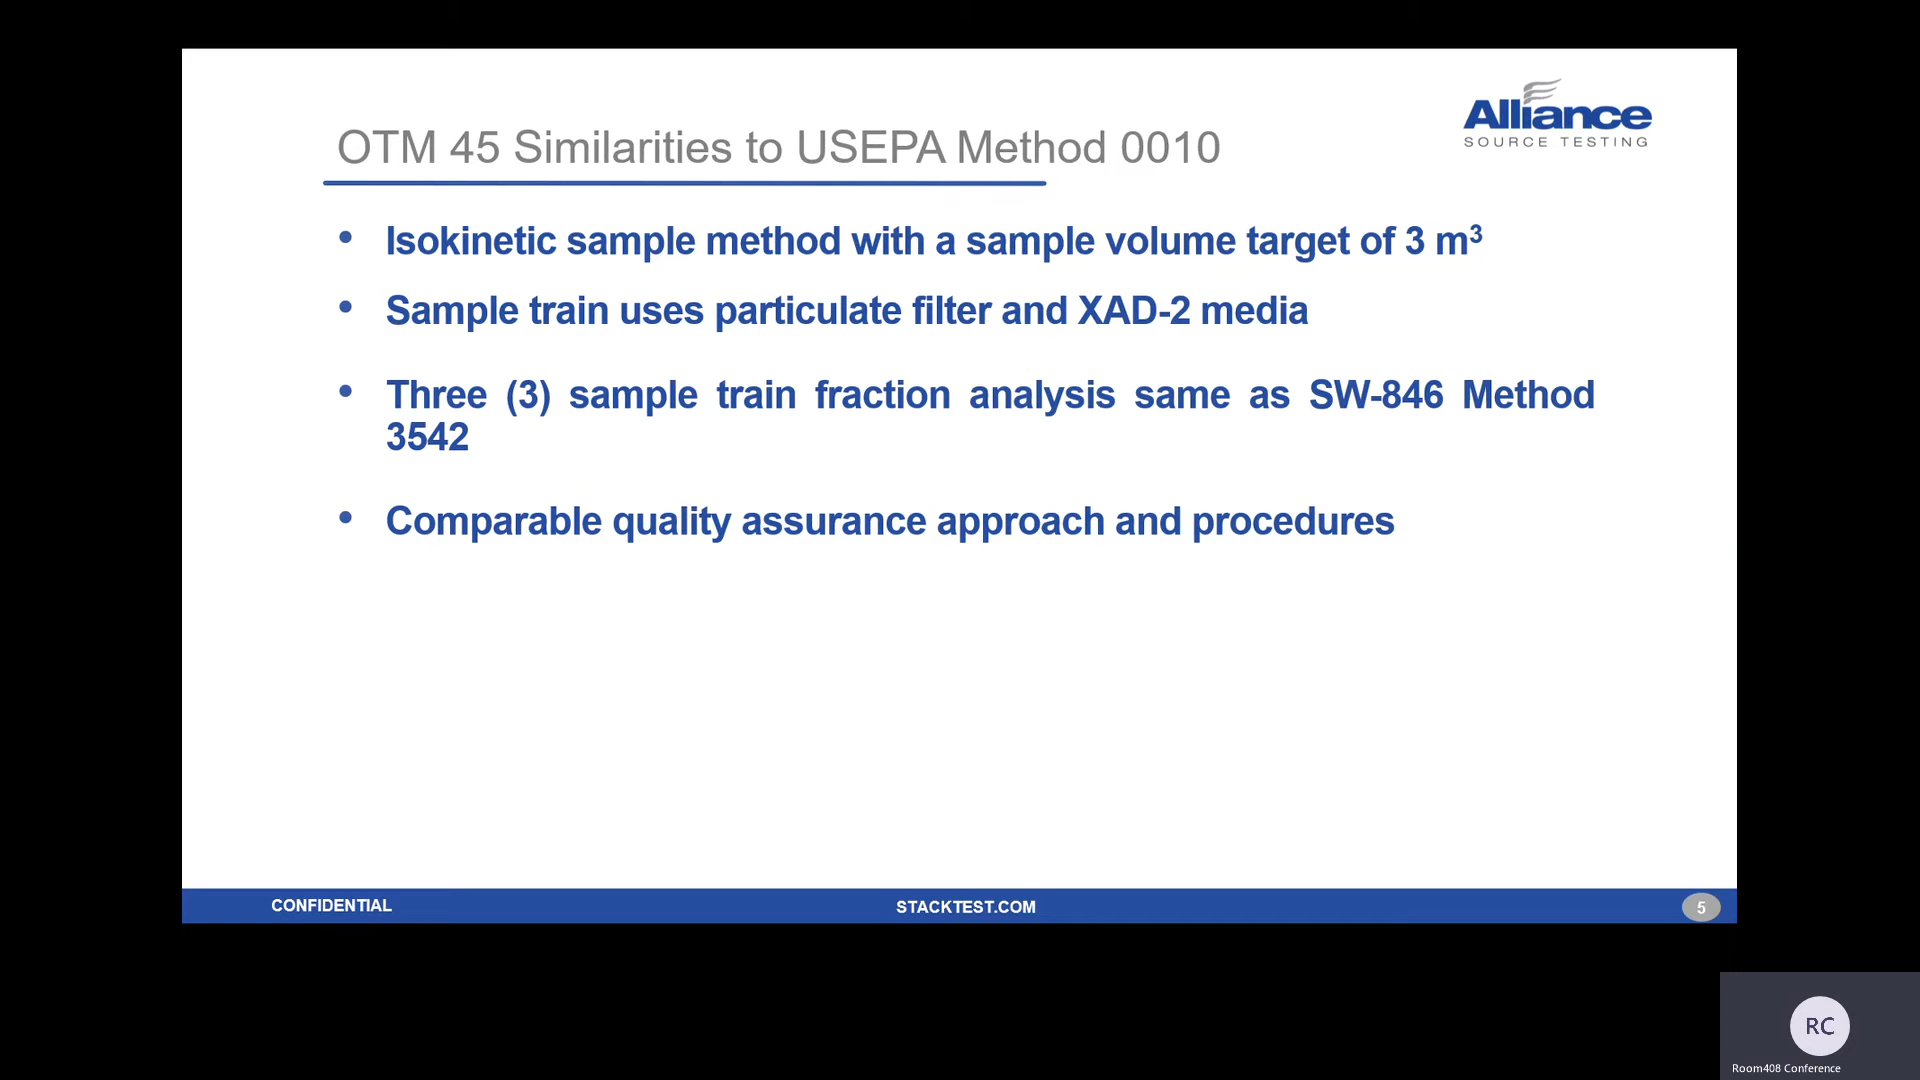 Alliance
SOURCE TESTING
OTM 45 Similarities to USEPA Method 0010
• Isokinetic sample method with a sample volume target of 3 m³
• Sample train uses particulate filter and XAD-2 media
• Three (3) sample train fraction analysis same as SW-846 Method
3542
• Comparable quality assurance approach and procedures
CONFIDENTIAL
STACKTEST.COM
5
RC
Room408 Conference